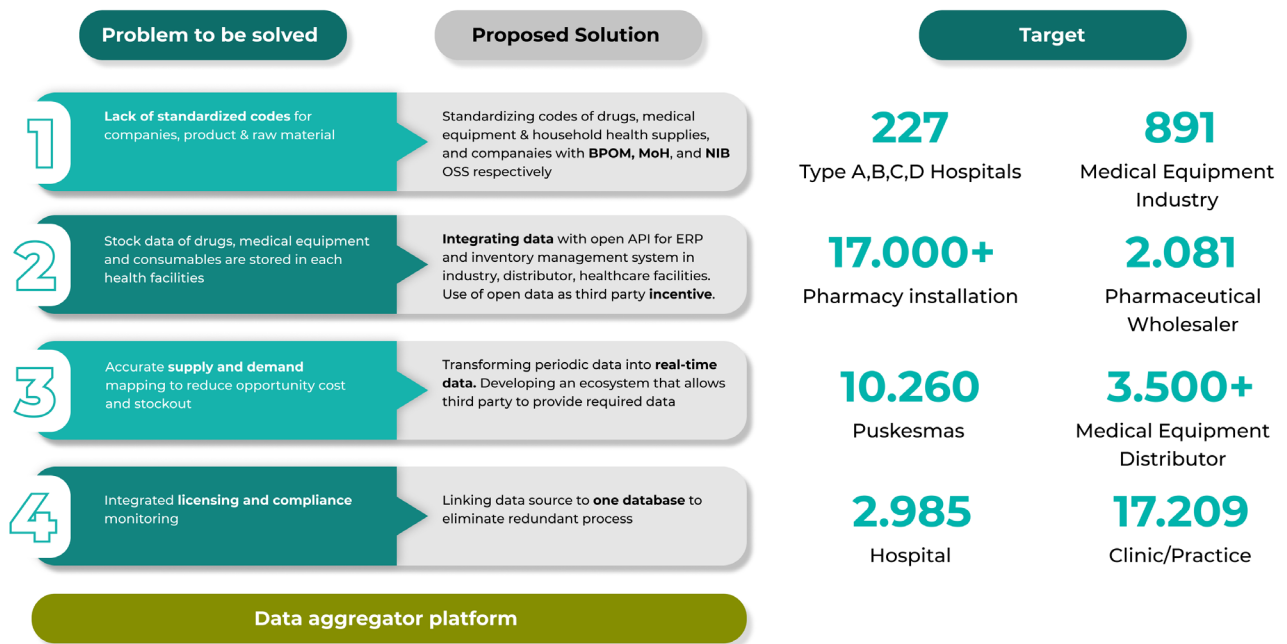 Problem to be solved
Proposed Solution
Target
1
Lack of standardized codes for
companies, product & raw material
Standardizing codes of drugs, medical
equipment & household health supplies,
and companaies with BPOM, MoH, and NIB
OSS respectively
2
Stock data of drugs, medical equipment
and consumables are stored in each
health facilities
Integrating data with open API for ERP
and inventory management system in
industry, distributor, healthcare facilities.
Use of open data as third party incentive.
3
Accurate supply and demand
mapping to reduce opportunity cost
and stockout
Transforming periodic data into real-time
data. Developing an ecosystem that allows
third party to provide required data
4
Integrated licensing and compliance
monitoring
Linking data source to one database to
eliminate redundant process
Data aggregator platform
227
Type A,B,C,D Hospitals
891
Medical Equipment
Industry
17.000+
Pharmacy installation
2.081
Pharmaceutical
Wholesaler
10.260
Puskesmas
3.500+
Medical Equipment
Distributor
2.985
Hospital
17.209
Clinic/Practice